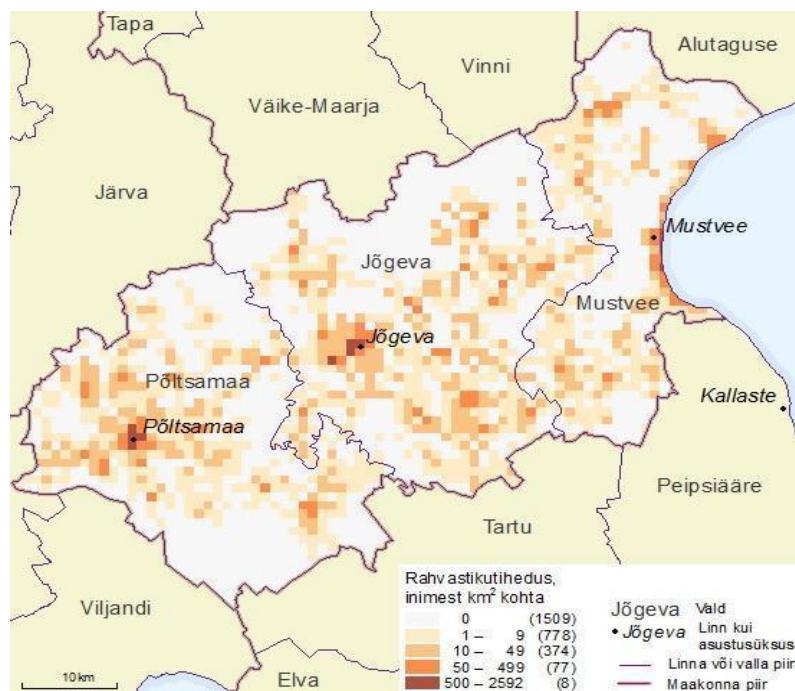 Tapa
Vinni
Alutaguse
Väike-Maarja
Järva
Mustvee
Jõgeva
Mustvee
Jõgeva
Põltsamaa
Kallaste
Põltsamaa
Peipsiääre
Tartu
Viljandi
Elva
10 km
Rahvastikutihedus,
inimest km² kohta
0 (1509)
1 – 9 (778)
10 – 49 (374)
50 – 499 (77)
500 – 2592 (8)
Jõgeva Vald
Jõgeva Linn kui
asustusüksus
Linna või valla piir
Maakonna piir